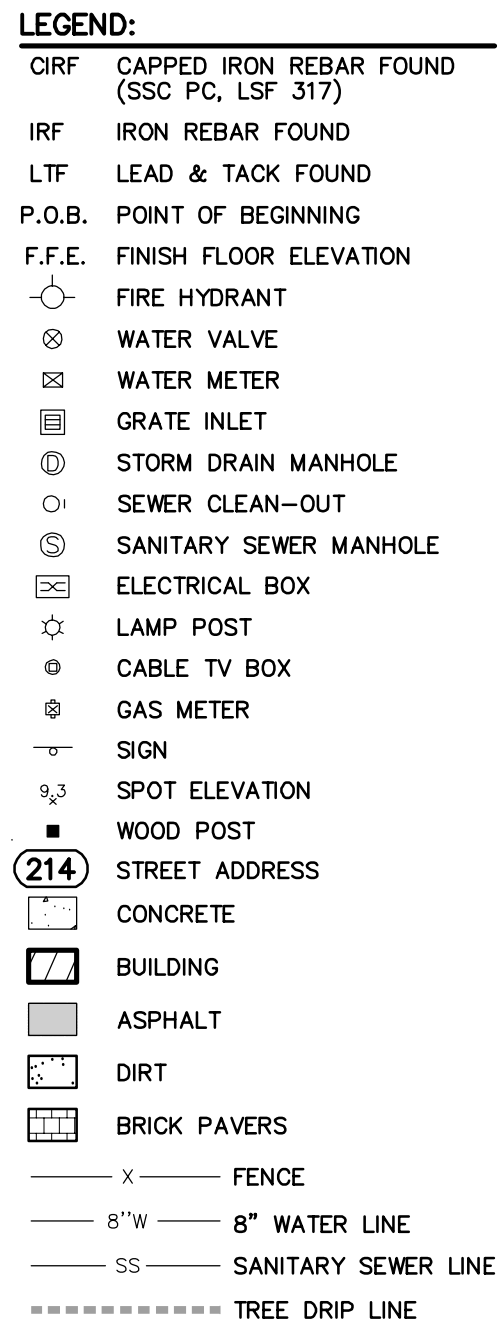 LEGEND:
CIRF CAPPED IRON REBAR FOUND
(SSC PC, LSF 317)
IRF IRON REBAR FOUND
LTF LEAD & TACK FOUND
P.O.B. POINT OF BEGINNING
F.F.E. FINISH FLOOR ELEVATION
FIRE HYDRANT
WATER VALVE
WATER METER
GRATE INLET
D STORM DRAIN MANHOLE
SEWER CLEAN-OUT
S SANITARY SEWER MANHOLE
ELECTRICAL BOX
LAMP POST
CABLE TV BOX
GAS METER
SIGN
9.3 x SPOT ELEVATION
WOOD POST
214 STREET ADDRESS
CONCRETE
BUILDING
ASPHALT
DIRT
BRICK PAVERS
X FENCE
8''W 8" WATER LINE
SS SANITARY SEWER LINE
TREE DRIP LINE